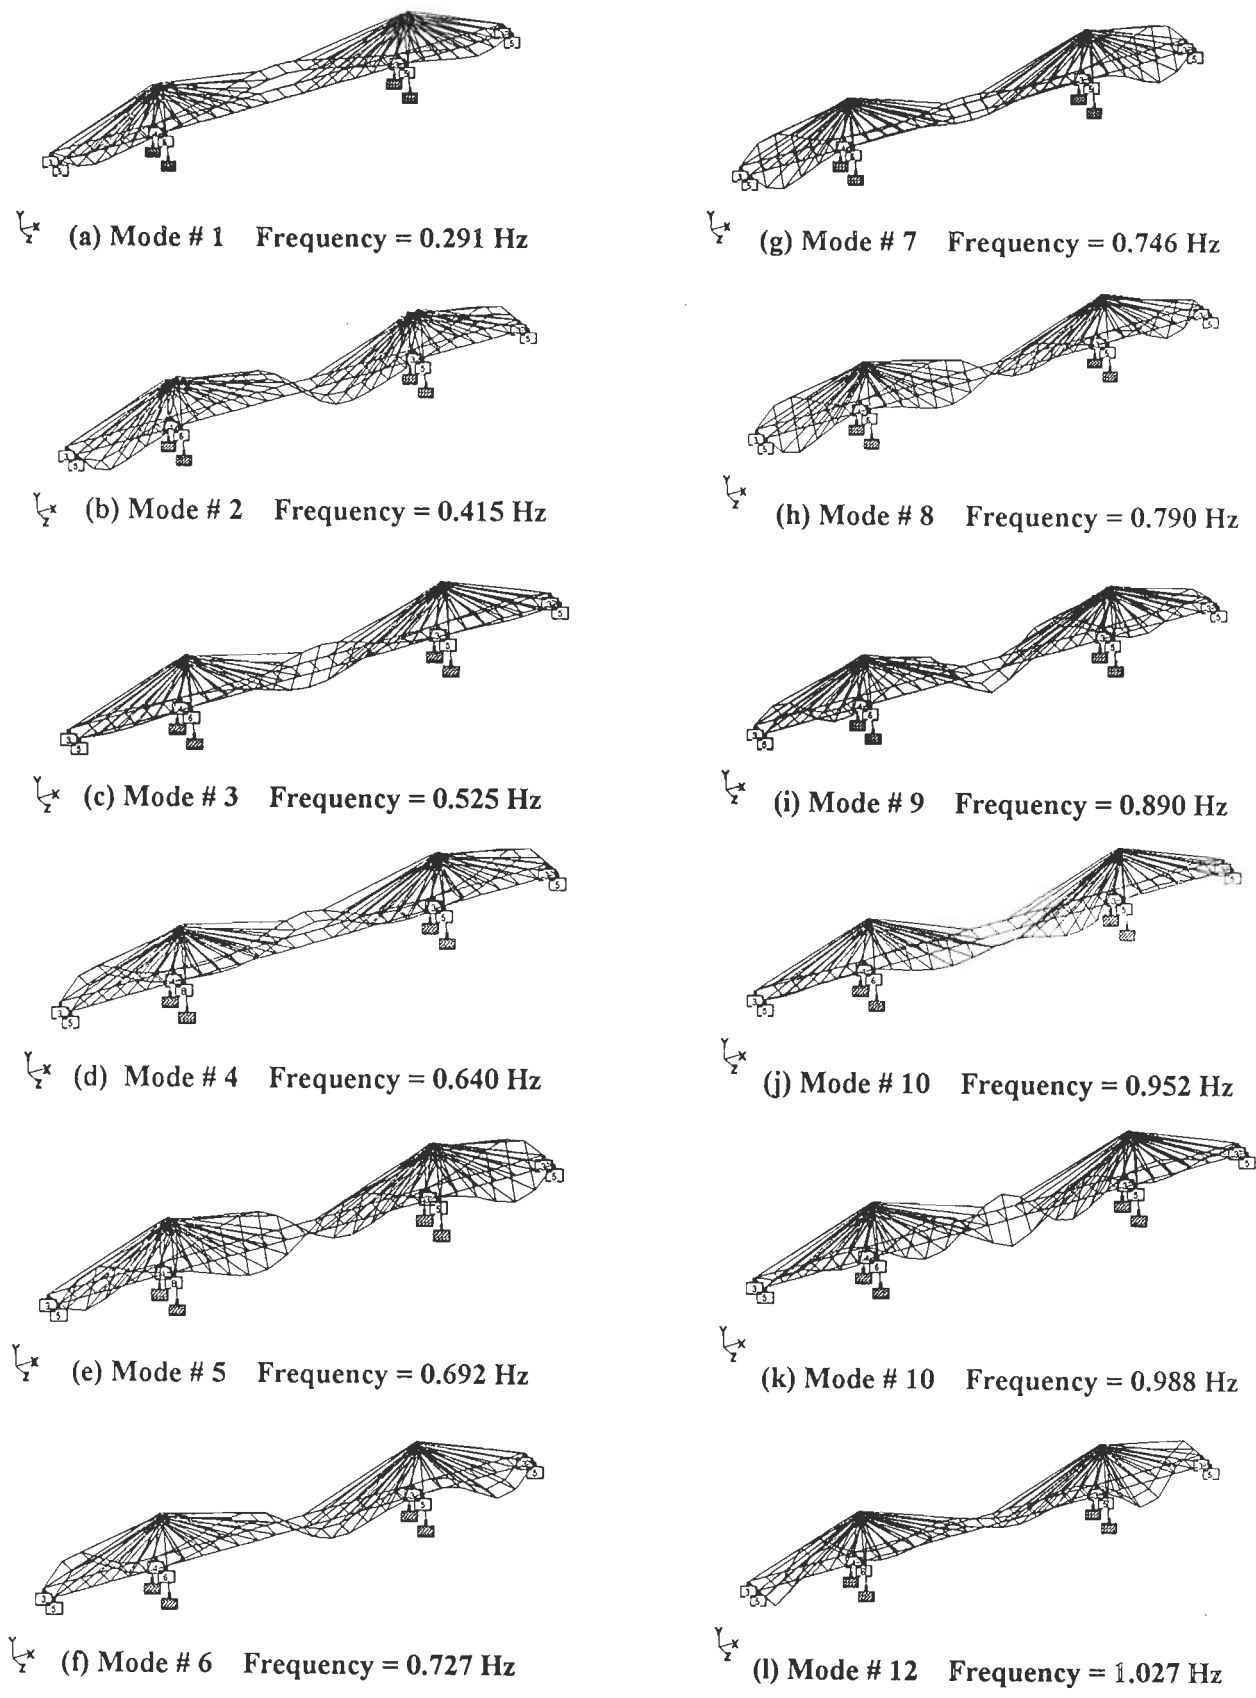 (a) Mode # 1 Frequency = 0.291 Hz
(b) Mode # 2 Frequency = 0.415 Hz
(c) Mode # 3 Frequency = 0.525 Hz
(d) Mode # 4 Frequency = 0.640 Hz
(e) Mode # 5 Frequency = 0.692 Hz
(f) Mode # 6 Frequency = 0.727 Hz
(g) Mode # 7 Frequency = 0.746 Hz
(h) Mode # 8 Frequency = 0.790 Hz
(i) Mode # 9 Frequency = 0.890 Hz
(j) Mode # 10 Frequency = 0.952 Hz
(k) Mode # 10 Frequency = 0.988 Hz
(l) Mode # 12 Frequency = 1.027 Hz